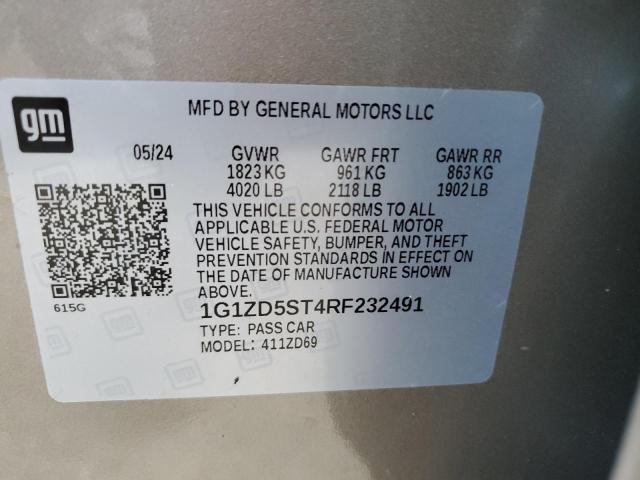 gm
MFD BY GENERAL MOTORS LLC
05/24 GVWR GAWR FRT GAWR RR
1823 KG 961 KG 863 KG
4020 LB 2118 LB 1902 LB
THIS VEHICLE CONFORMS TO ALL
APPLICABLE U.S. FEDERAL MOTOR
VEHICLE SAFETY, BUMPER, AND THEFT
PREVENTION STANDARDS IN EFFECT ON
THE DATE OF MANUFACTURE SHOWN
ABOVE.
615G
1G1ZD5ST4RF232491
TYPE: PASS CAR
MODEL: 411ZD69